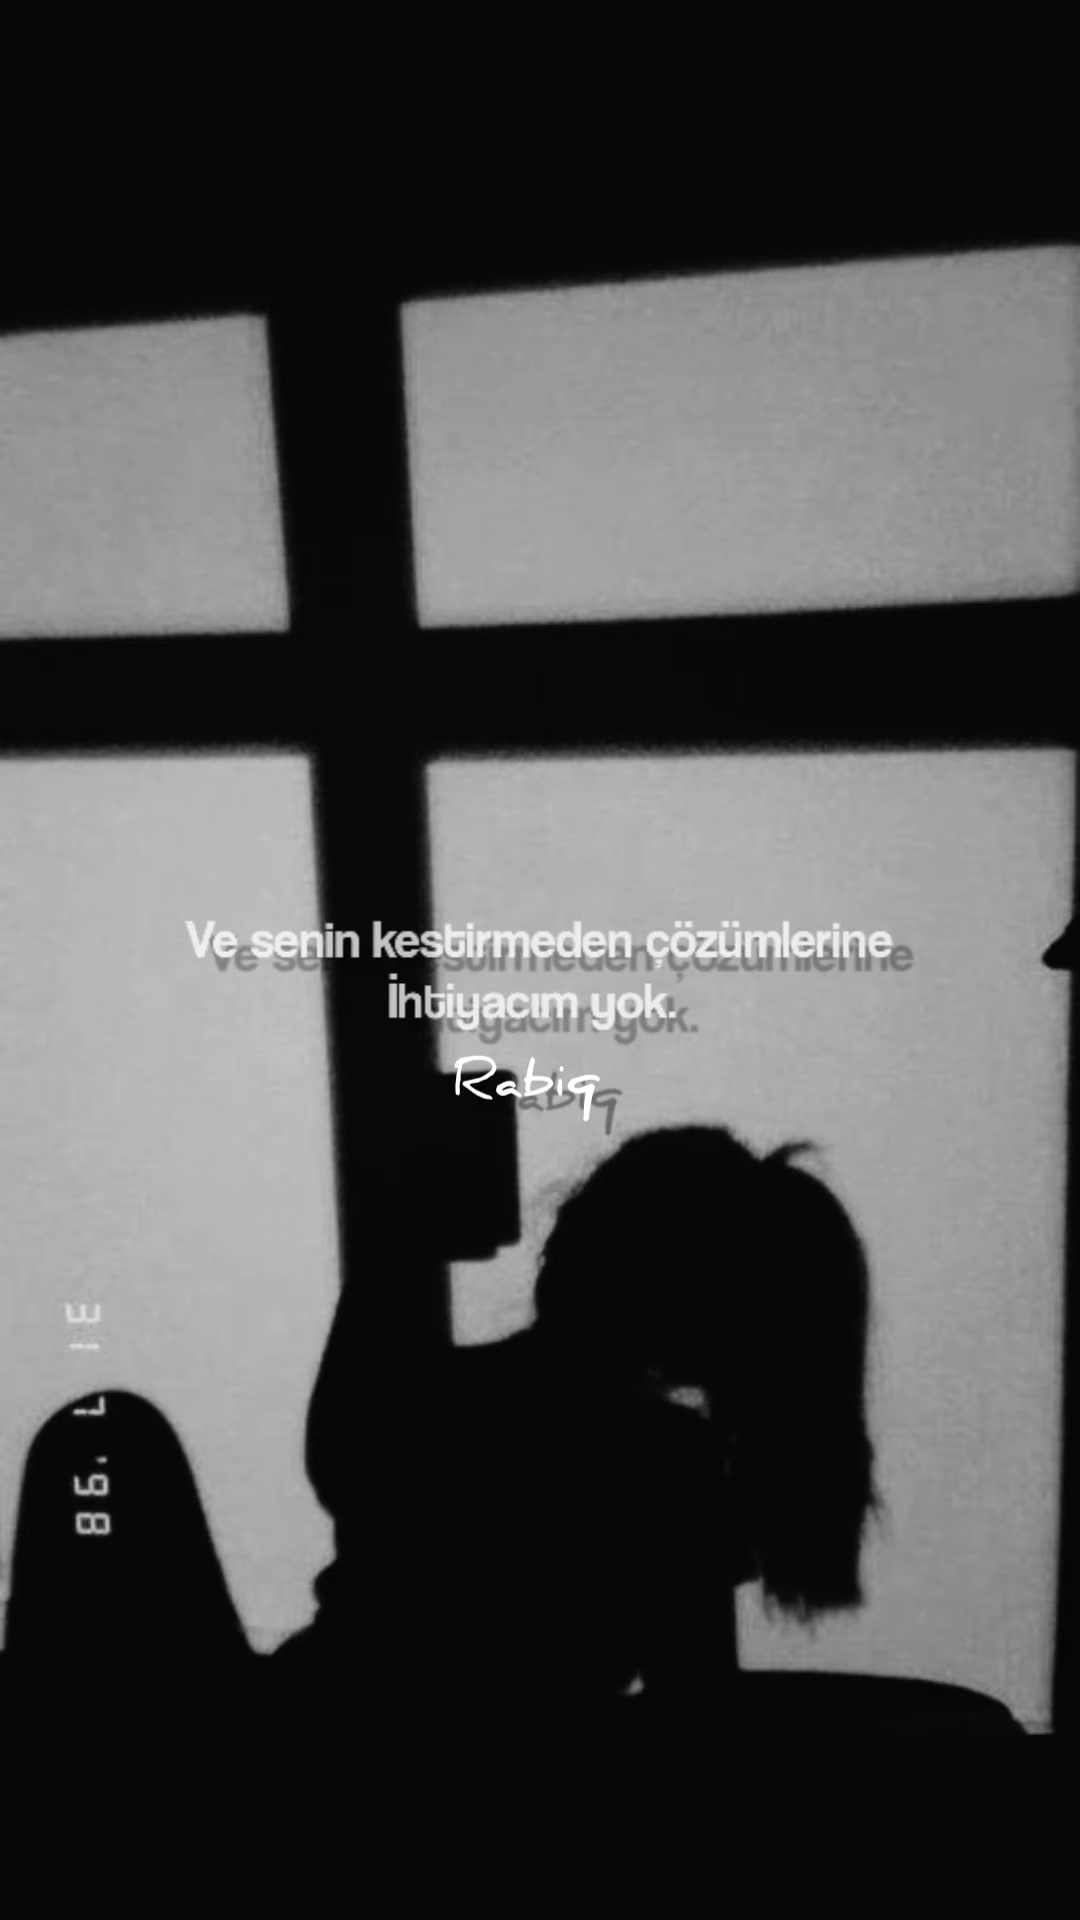 Ve senin kestirmeden çözümlerine
İhtiyacım yok.
Rabiq